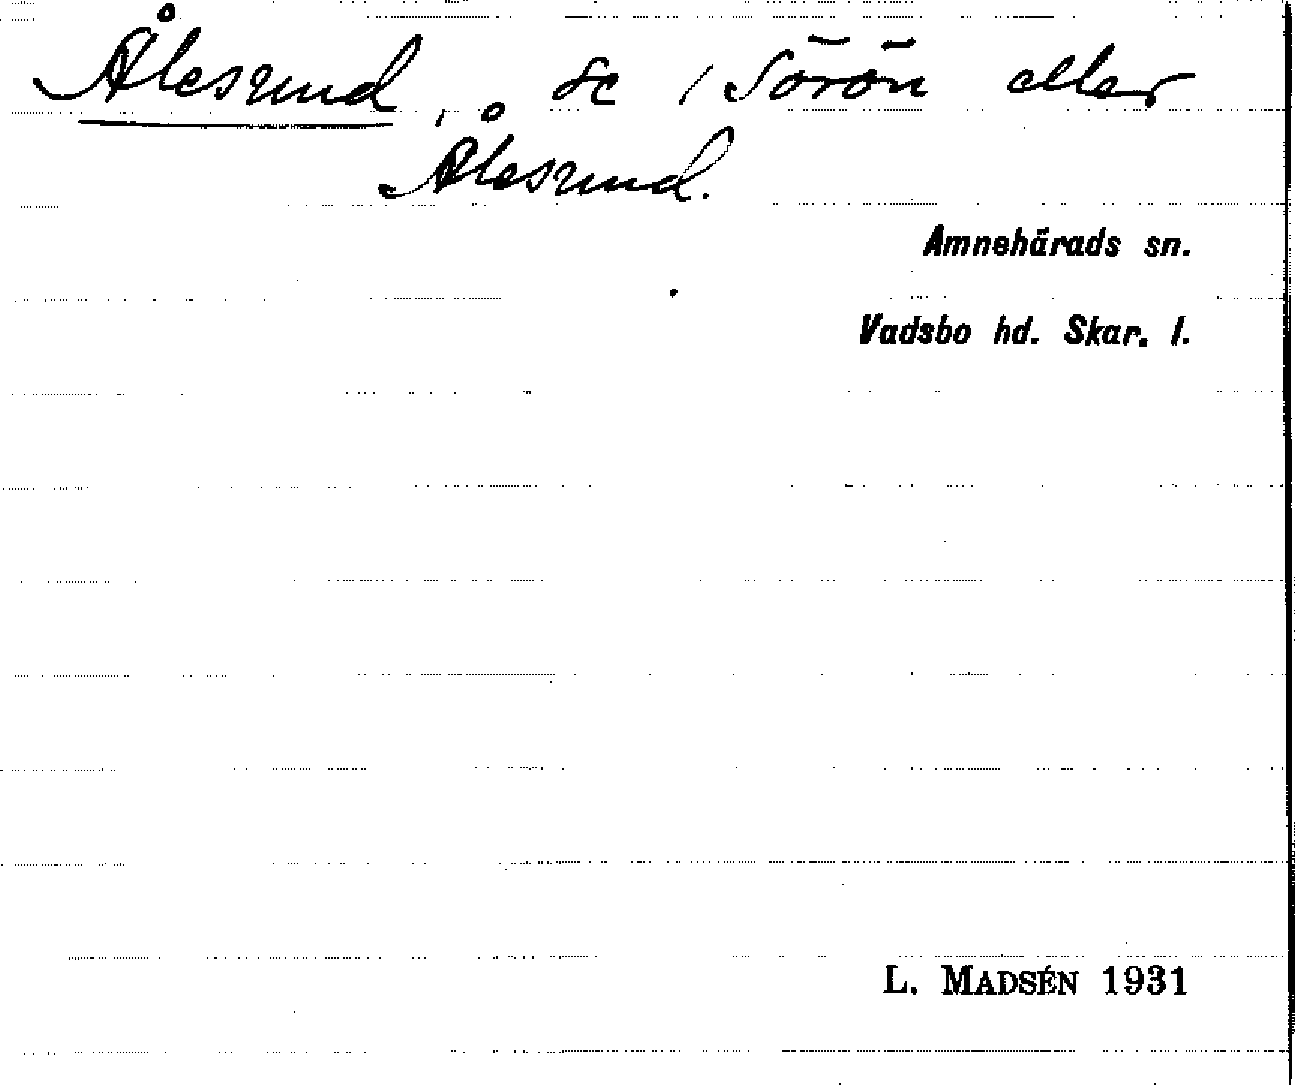 Ålesund, se / Sörön eller
Ålesund.
Amnehärads sn.
Vadsbo hd. Skar. l.
L. MADSÉN 1931